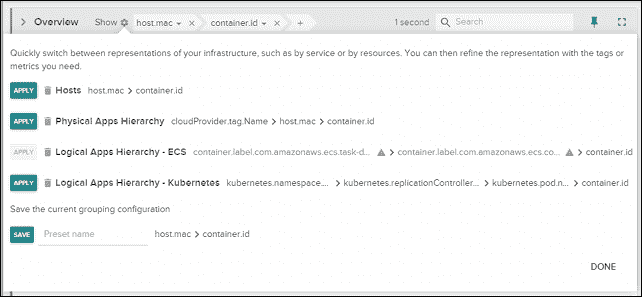 Overview Show host.mac container.id + 1 second Search
Quickly switch between representations of your infrastructure, such as by service or by resources. You can then refine the representation with the tags or
metrics you need.
APPLY Hosts host.mac > container.id
APPLY Physical Apps Hierarchy cloudProvider.tag.Name > host.mac > container.id
APPLY Logical Apps Hierarchy - ECS container.label.com.amazonaws.ecs.task-d... > container.label.com.amazonaws.ecs.co... > container.id
APPLY Logical Apps Hierarchy - Kubernetes kubernetes.namespace.... > kubernetes.replicationController... > kubernetes.pod.n... > container.id
Save the current grouping configuration
SAVE Preset name host.mac > container.id
DONE